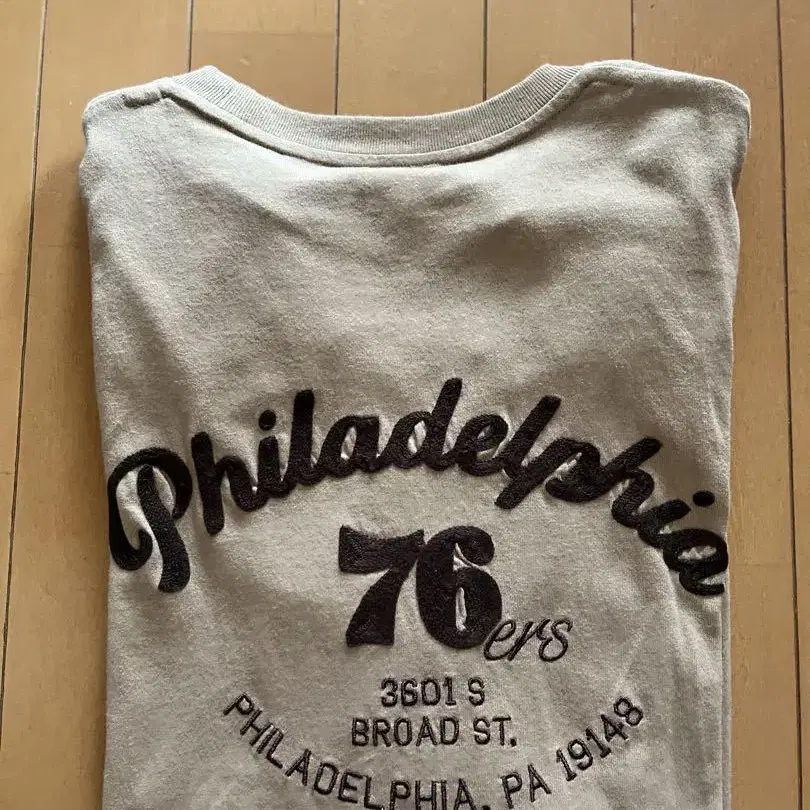 Philadelphia
76ers
3601 S
BROAD ST.
PHILADELPHIA, PA 19148